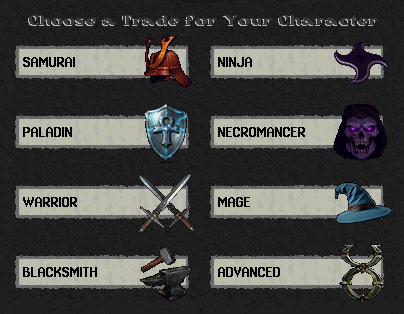 Choose a Trade for Your Character
SAMURAI
NINJA
PALADIN
NECROMANCER
WARRIOR
MAGE
BLACKSMITH
ADVANCED